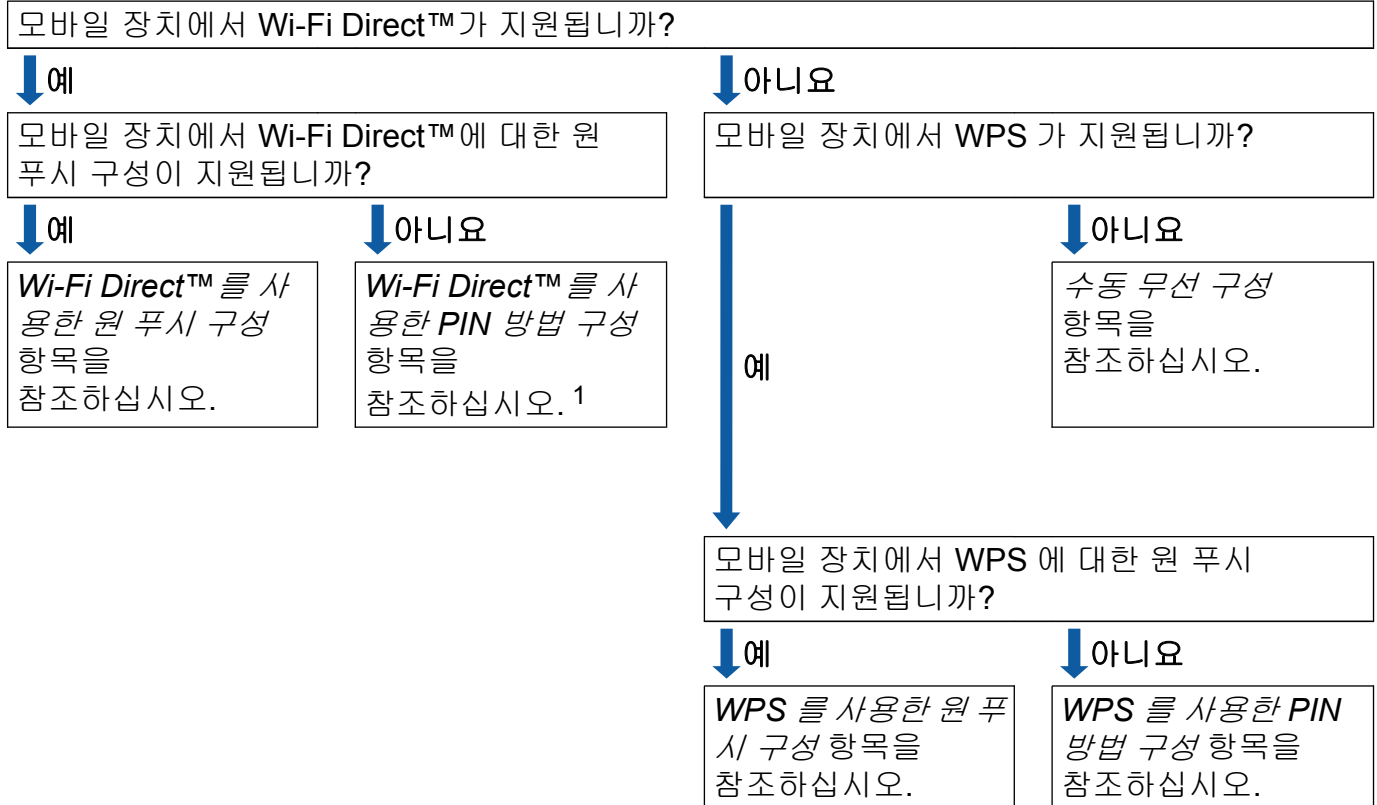 모바일 장치에서 Wi-Fi Direct™가 지원됩니까?
예
아니요
모바일 장치에서 Wi-Fi Direct™에 대한 원
푸시 구성이 지원됩니까?
모바일 장치에서 WPS 가 지원됩니까?
예
아니요
아니요
Wi-Fi Direct™를 사
용한 원 푸시 구성
항목을
참조하십시오.
Wi-Fi Direct™를 사
용한 PIN 방법 구성
항목을
참조하십시오. 1
예
수동 무선 구성
항목을
참조하십시오.
모바일 장치에서 WPS 에 대한 원 푸시
구성이 지원됩니까?
예
아니요
WPS 를 사용한 원 푸
시 구성 항목을
참조하십시오.
WPS 를 사용한 PIN
방법 구성 항목을
참조하십시오.